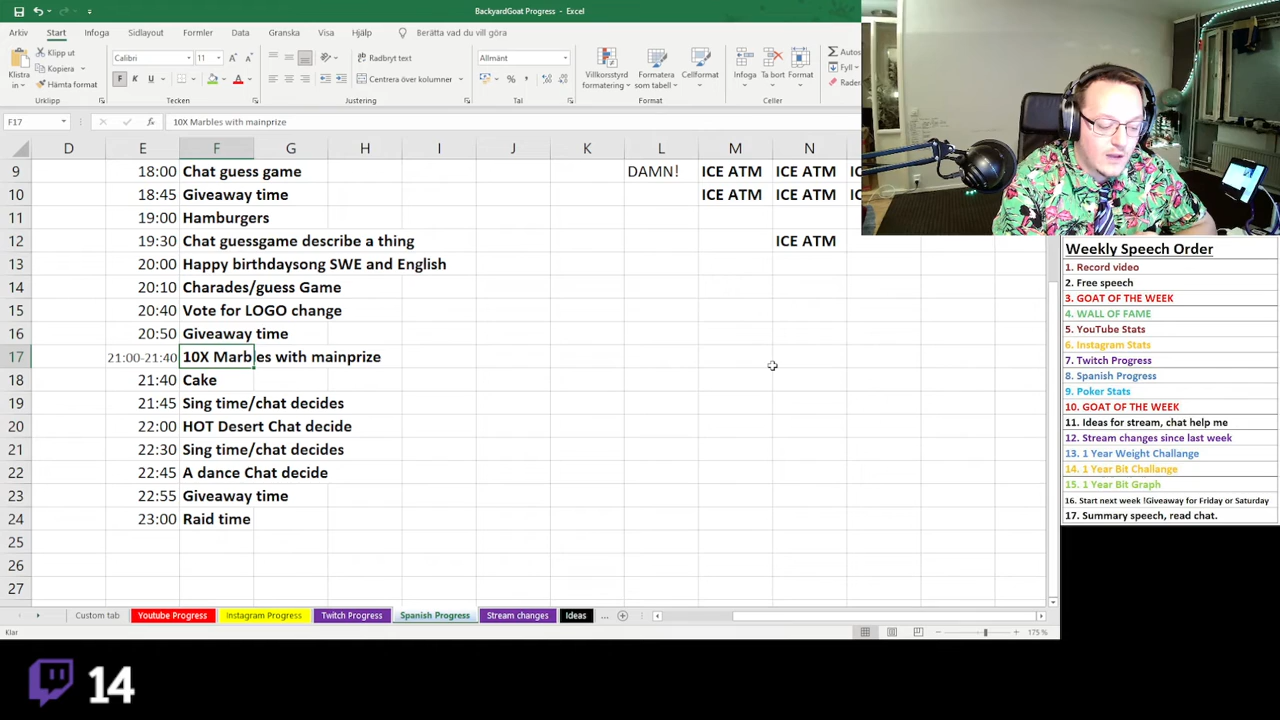 BackyardGoat Progress - Excel
Arkiv Start Infoga Sidlayout Formler Data Granska Visa Hjälp Berätta vad du vill göra
Klistra in
Klipp ut
Kopiera
Hämta format
Urklipp
Calibri 11
F K U
Tecken
Radbryt text
Centrera över kolumner
Justering
Allmänt
Tal
Villkorsstyrd formatering
Formatera som tabell
Cellformat
Format
Infoga Ta bort Format
Celler
Autos
Fyll
Rader
F17 fx 10X Marbles with mainprize
D E F G H I J K L M N
9 18:00 Chat guess game DAMN! ICE ATM ICE ATM IC
10 18:45 Giveaway time ICE ATM ICE ATM IC
11 19:00 Hamburgers
12 19:30 Chat guessgame describe a thing ICE ATM
13 20:00 Happy birthdaysong SWE and English
14 20:10 Charades/guess Game
15 20:40 Vote for LOGO change
16 20:50 Giveaway time
17 21:00-21:40 10X Marbles with mainprize
18 21:40 Cake
19 21:45 Sing time/chat decides
20 22:00 HOT Desert Chat decide
21 22:30 Sing time/chat decides
22 22:45 A dance Chat decide
23 22:55 Giveaway time
24 23:00 Raid time
25
26
27
Custom tab Youtube Progress Instagram Progress Twitch Progress Spanish Progress Stream changes Ideas ...
Klar 175 %
14
Weekly Speech Order
1. Record video
2. Free speech
3. GOAT OF THE WEEK
4. WALL OF FAME
5. YouTube Stats
6. Instagram Stats
7. Twitch Progress
8. Spanish Progress
9. Poker Stats
10. GOAT OF THE WEEK
11. Ideas for stream, chat help me
12. Stream changes since last week
13. 1 Year Weight Challange
14. 1 Year Bit Challange
15. 1 Year Bit Graph
16. Start next week !Giveaway for Friday or Saturday
17. Summary speech, read chat.